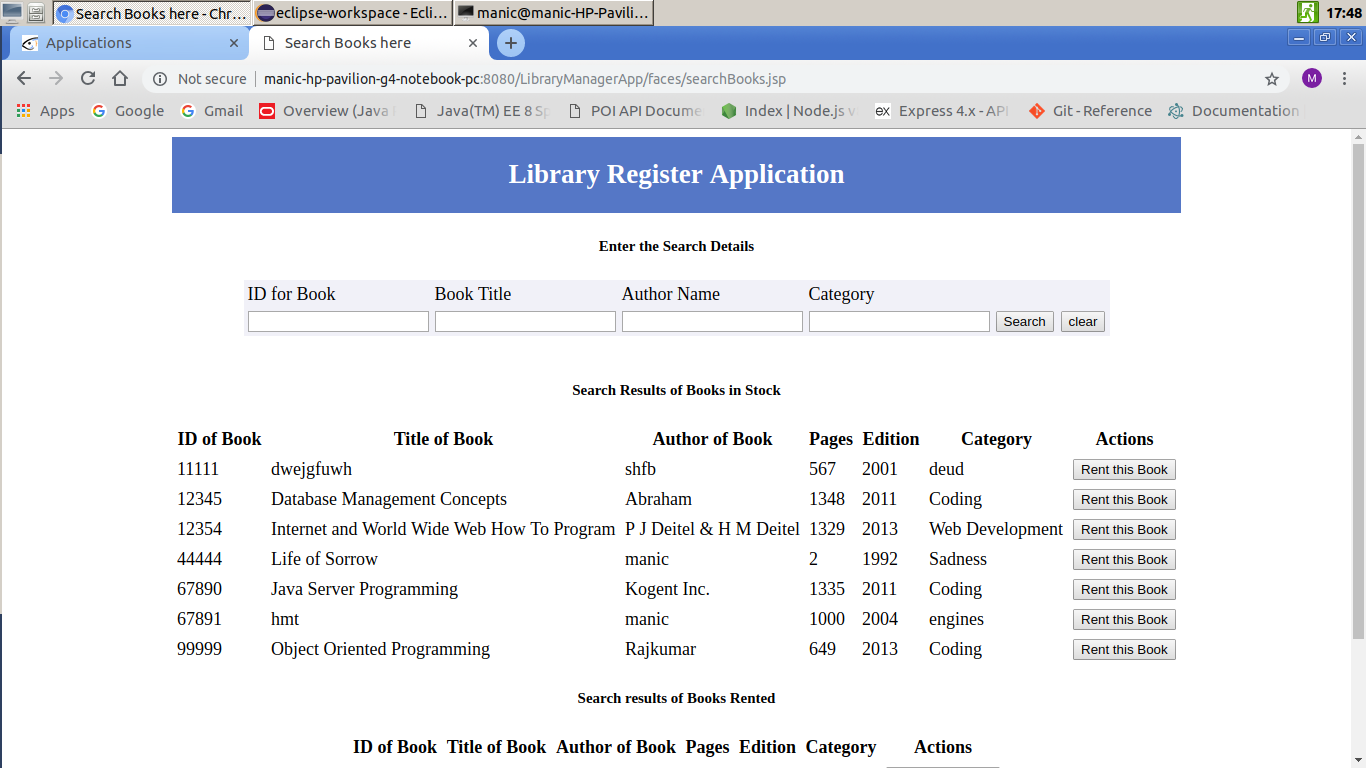 Search Books here - Chr... eclipse-workspace - Ecli... manic@manic-HP-Pavili... 17:48
Applications Search Books here
Not secure manic-hp-pavilion-g4-notebook-pc:8080/LibraryManagerApp/faces/searchBooks.jsp M
Apps Google Gmail Overview (Java Java(TM) EE 8 Sp POI API Docume Index | Node.js v ex Express 4.x - API Git - Reference Documentation
Library Register Application
Enter the Search Details
ID for Book Book Title Author Name Category
Search clear
Search Results of Books in Stock
ID of Book Title of Book Author of Book Pages Edition Category Actions
11111 dwejgfuwh shfb 567 2001 deud Rent this Book
12345 Database Management Concepts Abraham 1348 2011 Coding Rent this Book
12354 Internet and World Wide Web How To Program P J Deitel & H M Deitel 1329 2013 Web Development Rent this Book
44444 Life of Sorrow manic 2 1992 Sadness Rent this Book
67890 Java Server Programming Kogent Inc. 1335 2011 Coding Rent this Book
67891 hmt manic 1000 2004 engines Rent this Book
99999 Object Oriented Programming Rajkumar 649 2013 Coding Rent this Book
Search results of Books Rented
ID of Book Title of Book Author of Book Pages Edition Category Actions